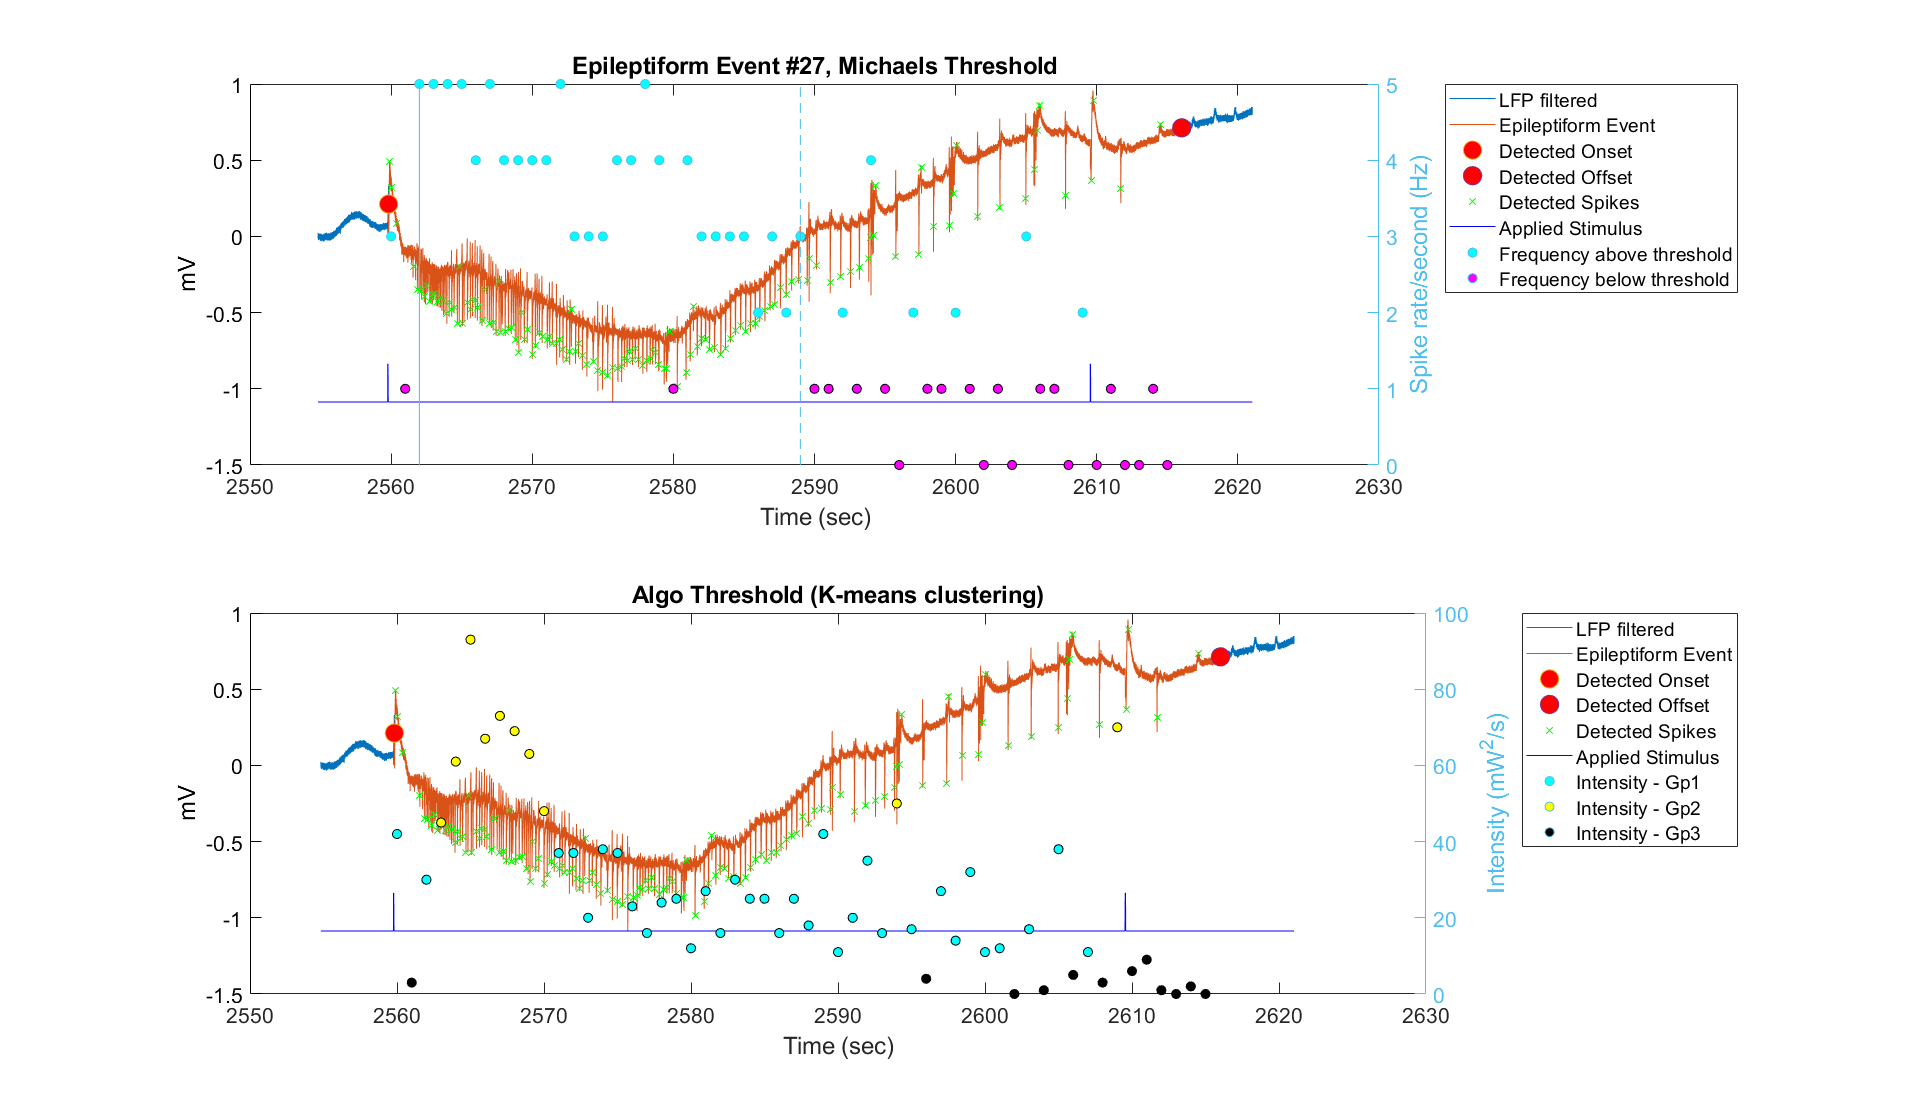 Epileptiform Event #27, Michaels Threshold
1
0.5
0
-0.5
-1
-1.5
mV
2550
2560
2570
2580
2590
2600
2610
2620
2630
Time (sec)
5
4
3
2
1
0
Spike rate/second (Hz)
LFP filtered
Epileptiform Event
Detected Onset
Detected Offset
Detected Spikes
Applied Stimulus
Frequency above threshold
Frequency below threshold
Algo Threshold (K-means clustering)
1
0.5
0
-0.5
-1
-1.5
mV
2550
2560
2570
2580
2590
2600
2610
2620
2630
Time (sec)
100
80
60
40
20
0
Intensity (mW²/s)
LFP filtered
Epileptiform Event
Detected Onset
Detected Offset
Detected Spikes
Applied Stimulus
Intensity - Gp1
Intensity - Gp2
Intensity - Gp3